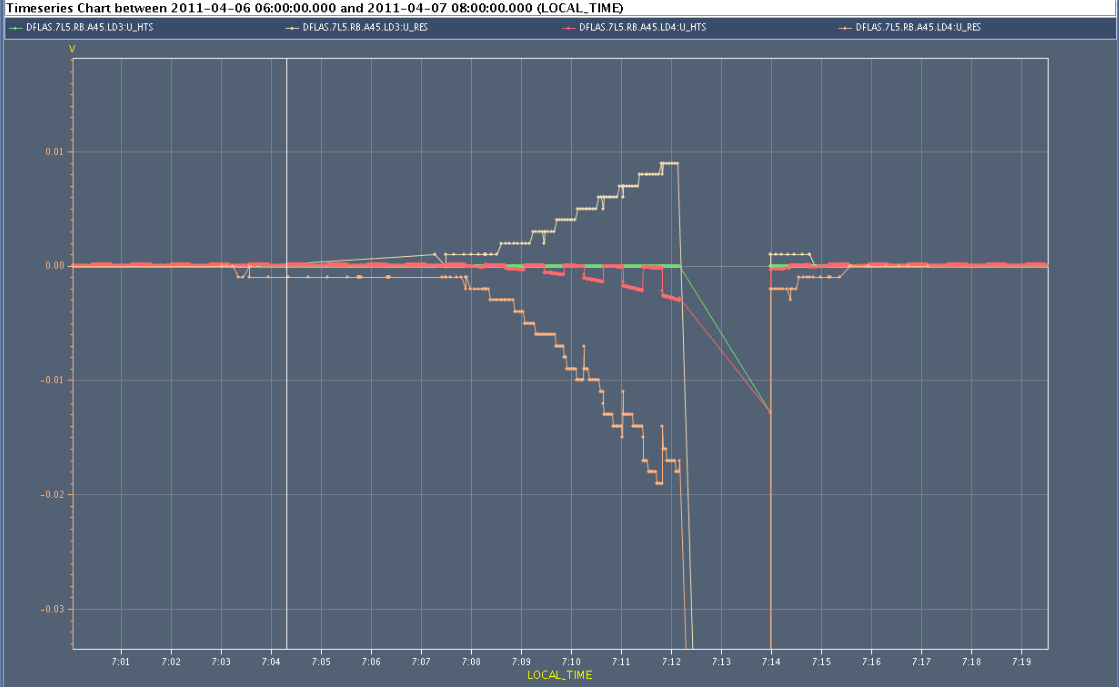 Timeseries Chart between 2011-04-06 06:00:00.000 and 2011-04-07 08:00:00.000 (LOCAL_TIME)
DFLAS.7L5.RB.A45.LD3:U_HTS DFLAS.7L5.RB.A45.LD3:U_RES DFLAS.7L5.RB.A45.LD4:U_HTS DFLAS.7L5.RB.A45.LD4:U_RES
V
0.01
0.00
-0.01
-0.02
-0.03
7:01 7:02 7:03 7:04 7:05 7:06 7:07 7:08 7:09 7:10 7:11 7:12 7:13 7:14 7:15 7:16 7:17 7:18 7:19
LOCAL_TIME